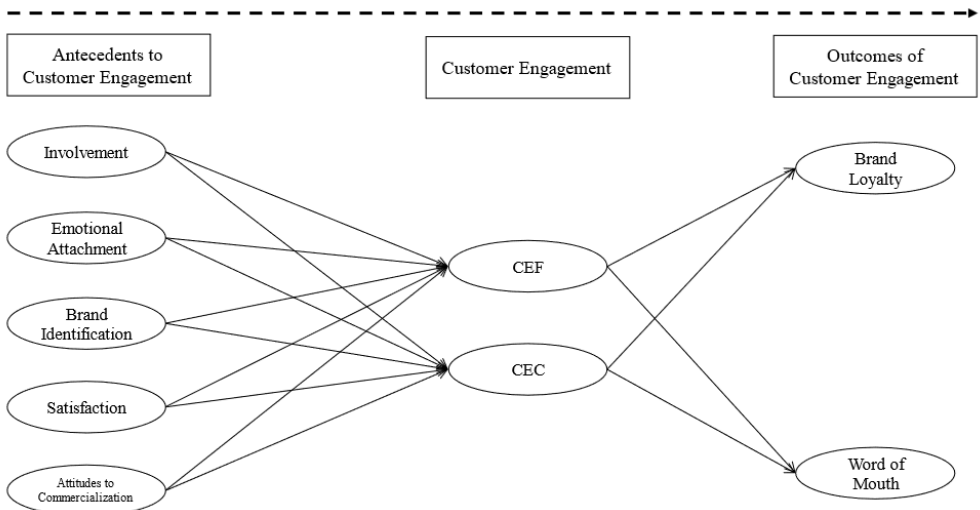 Antecedents to
Customer Engagement
Customer Engagement
Outcomes of
Customer Engagement
Involvement
Emotional
Attachment
Brand
Identification
Satisfaction
Attitudes to
Commercialization
CEF
CEC
Brand
Loyalty
Word of
Mouth